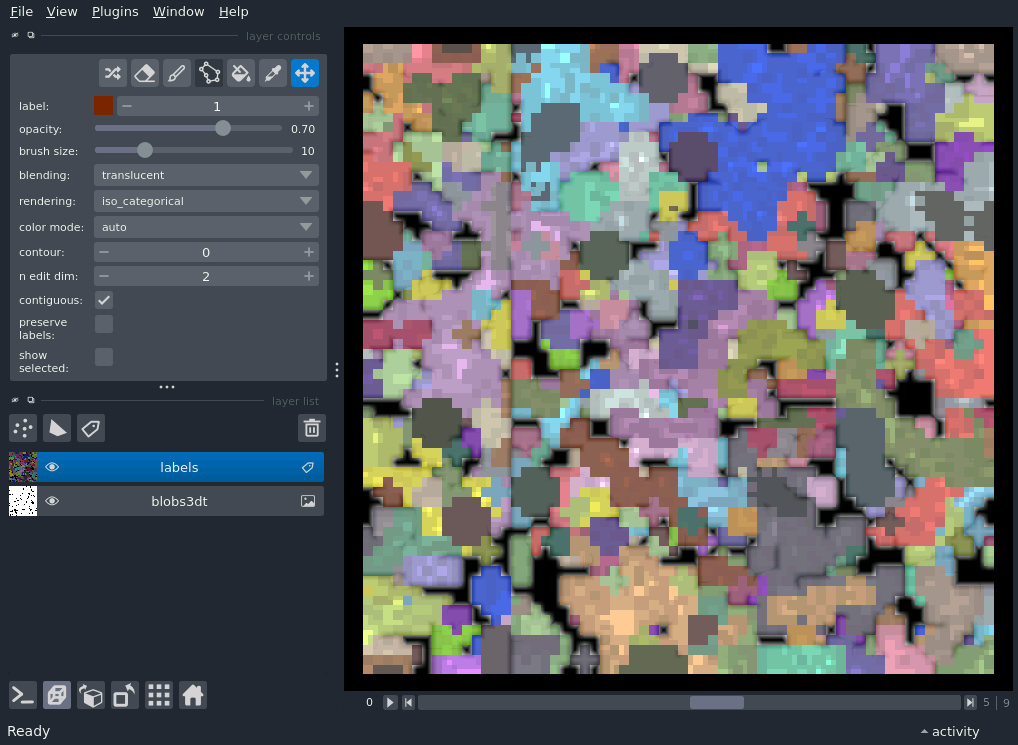 File View Plugins Window Help
layer controls
label: 1
opacity: 0.70
brush size: 10
blending: translucent
rendering: iso_categorical
color mode: auto
contour: 0
n edit dim: 2
contiguous:
preserve
labels:
show
selected:
layer list
labels
blobs3dt
0 5 | 9
Ready activity